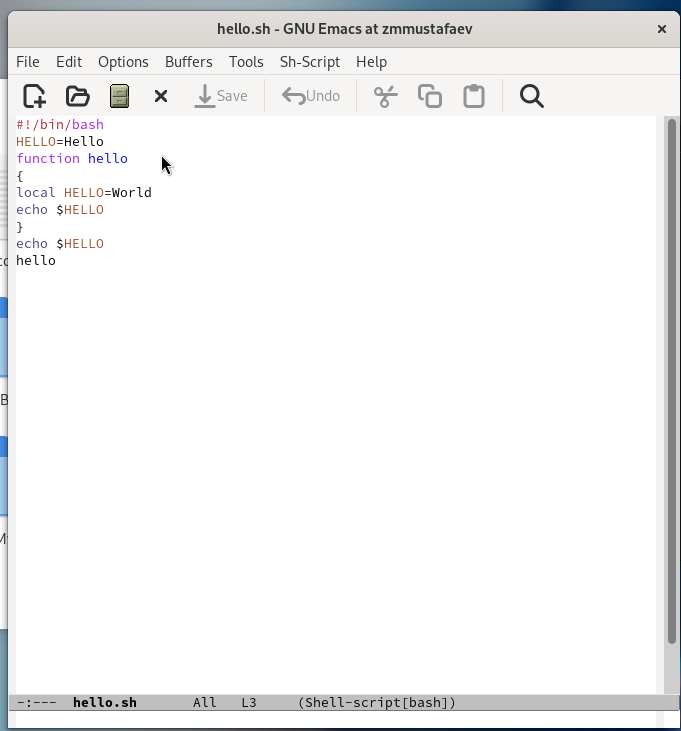 hello.sh - GNU Emacs at zmmustafaev
File Edit Options Buffers Tools Sh-Script Help
Save Undo
#!/bin/bash
HELLO=Hello
function hello
{
local HELLO=World
echo $HELLO
}
echo $HELLO
hello
-:--- hello.sh All L3 (Shell-script[bash])